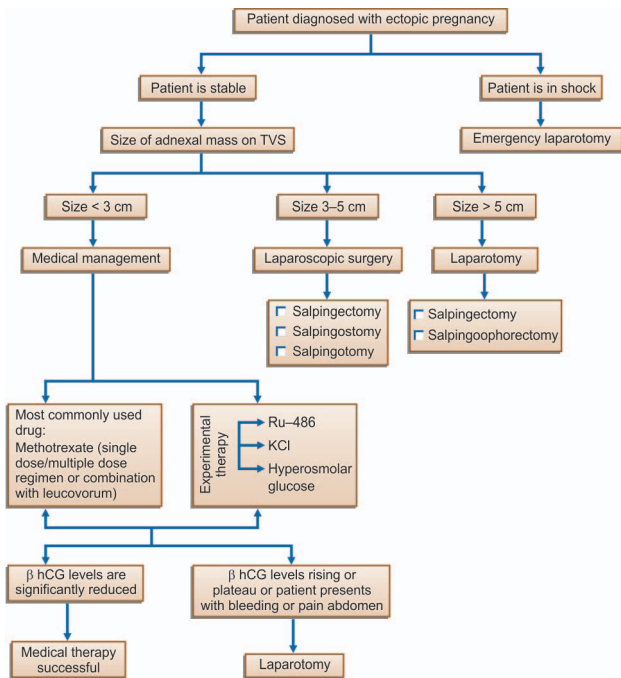 Patient diagnosed with ectopic pregnancy
Patient is stable
Patient is in shock
Size of adnexal mass on TVS
Emergency laparotomy
Size < 3 cm
Size 3–5 cm
Size > 5 cm
Medical management
Laparoscopic surgery
Laparotomy
Salpingectomy
Salpingostomy
Salpingotomy
Salpingectomy
Salpingoophorectomy
Most commonly used
drug:
Methotrexate (single
dose/multiple dose
regimen or combination
with leucovorum)
Experimental
therapy
Ru–486
KCl
Hyperosmolar
glucose
β hCG levels are
significantly reduced
β hCG levels rising or
plateau or patient presents
with bleeding or pain abdomen
Medical therapy
successful
Laparotomy